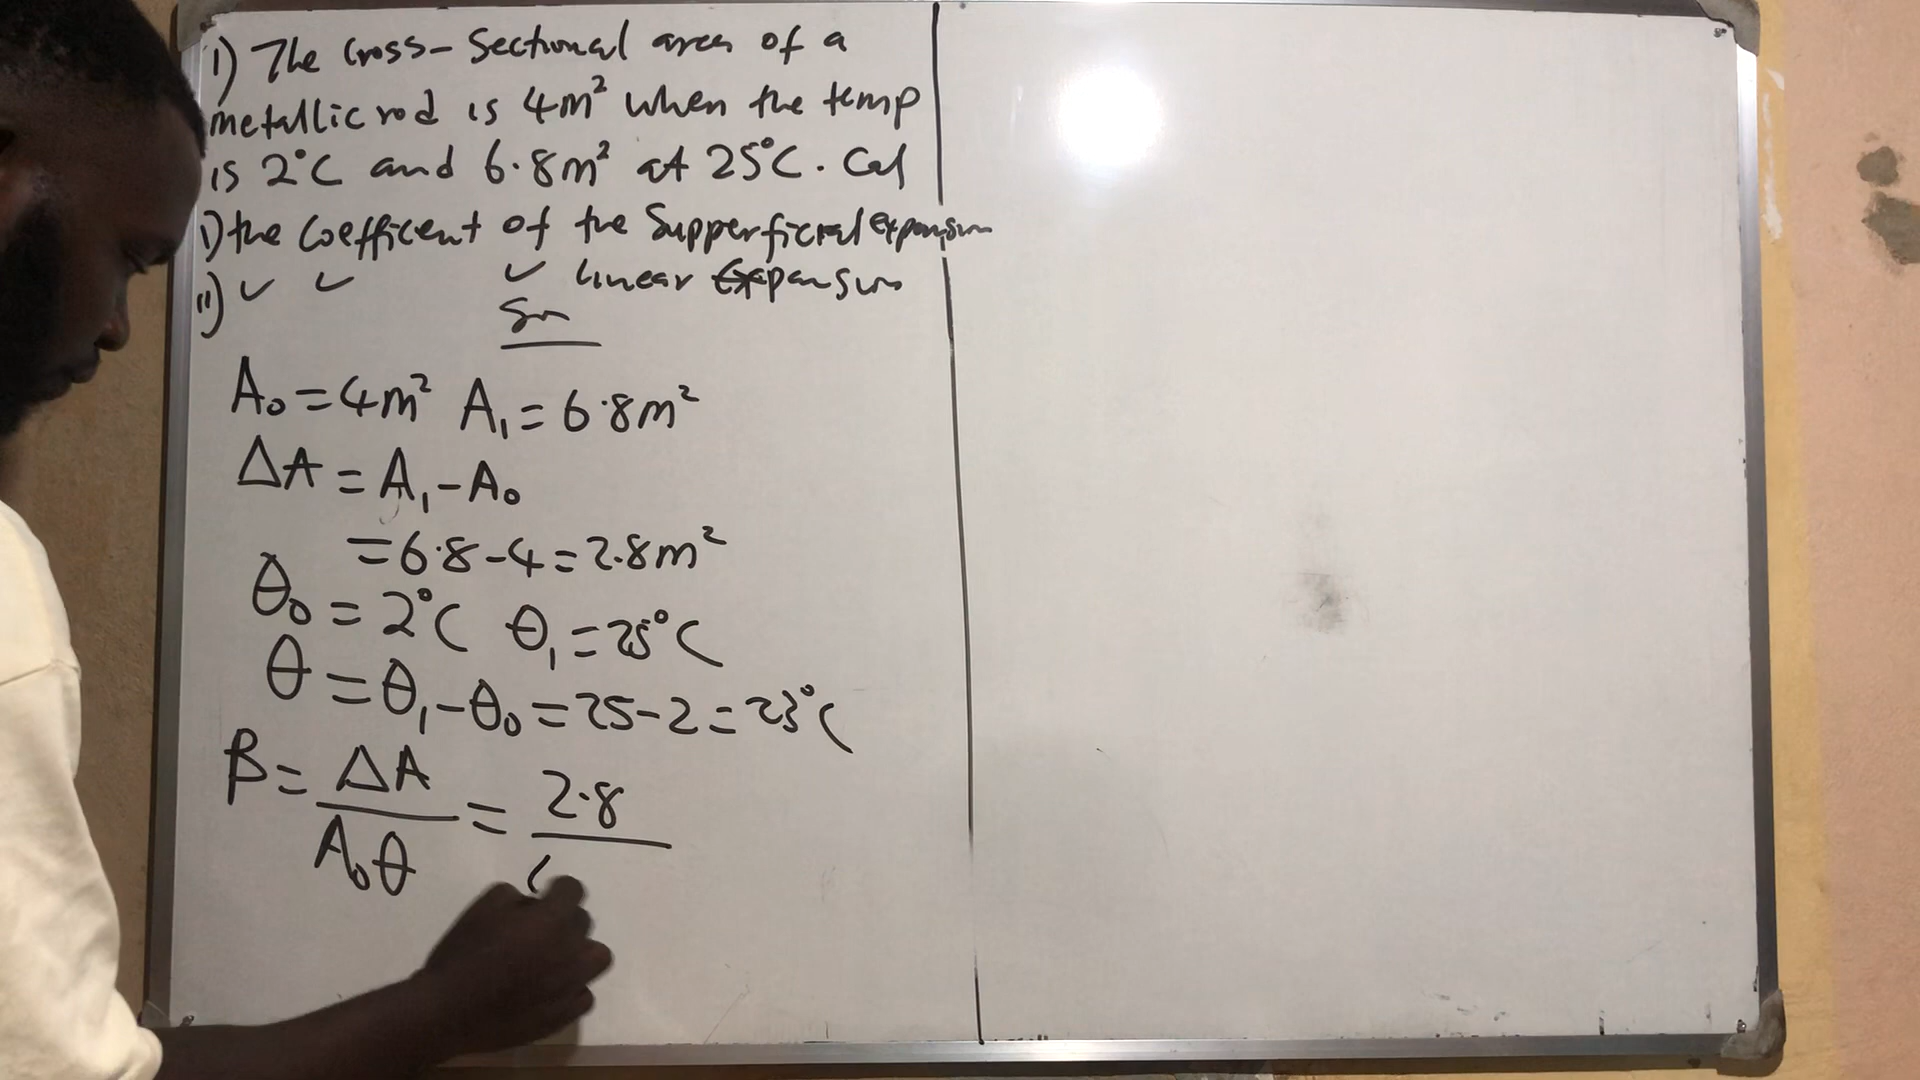 1) The Cross-Sectional area of a
metallic rod is 4m² when the temp
is 2°C and 6.8m² at 25°C. Cal
i) the Coefficent of the Supperficial Expansion
ii) ✓ ✓ ✓ linear Expansion
Sn
A₀ = 4m² A₁ = 6.8m²
ΔA = A₁ - A₀
= 6.8 - 4 = 2.8m²
θ₀ = 2°C θ₁ = 25°C
θ = θ₁ - θ₀ = 25 - 2 = 23°C
β = ΔA / A₀θ = 2.8 /